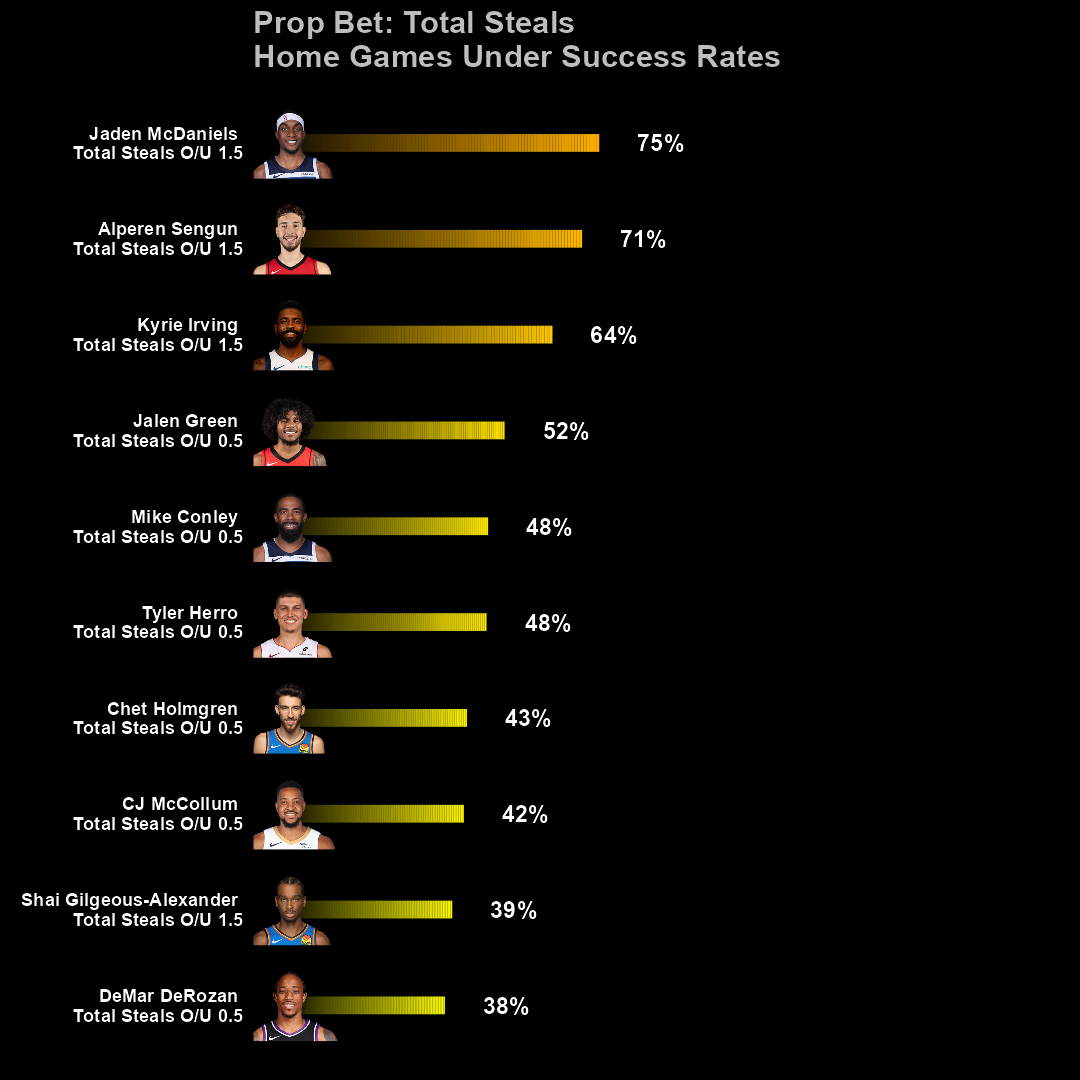 Prop Bet: Total Steals
Home Games Under Success Rates
Jaden McDaniels
Total Steals O/U 1.5
75%
Alperen Sengun
Total Steals O/U 1.5
71%
Kyrie Irving
Total Steals O/U 1.5
64%
Jalen Green
Total Steals O/U 0.5
52%
Mike Conley
Total Steals O/U 0.5
48%
Tyler Herro
Total Steals O/U 0.5
48%
Chet Holmgren
Total Steals O/U 0.5
43%
CJ McCollum
Total Steals O/U 0.5
42%
Shai Gilgeous-Alexander
Total Steals O/U 1.5
39%
DeMar DeRozan
Total Steals O/U 0.5
38%